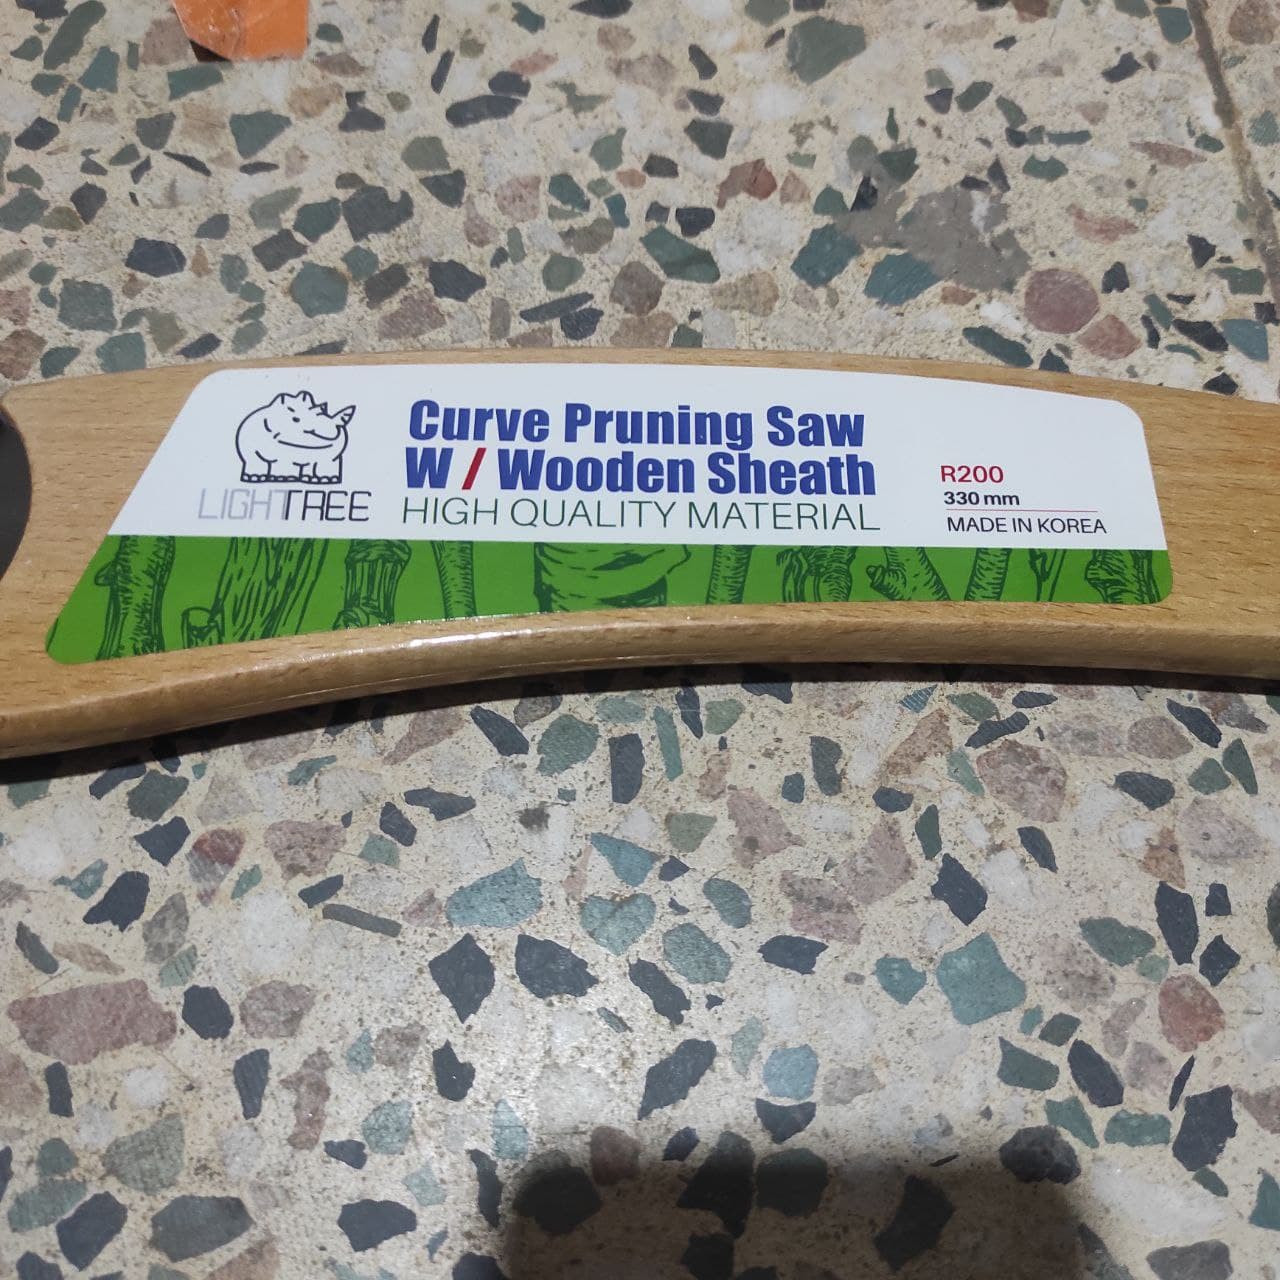 LIGHTREE
Curve Pruning Saw
W / Wooden Sheath
HIGH QUALITY MATERIAL
R200
330 mm
MADE IN KOREA